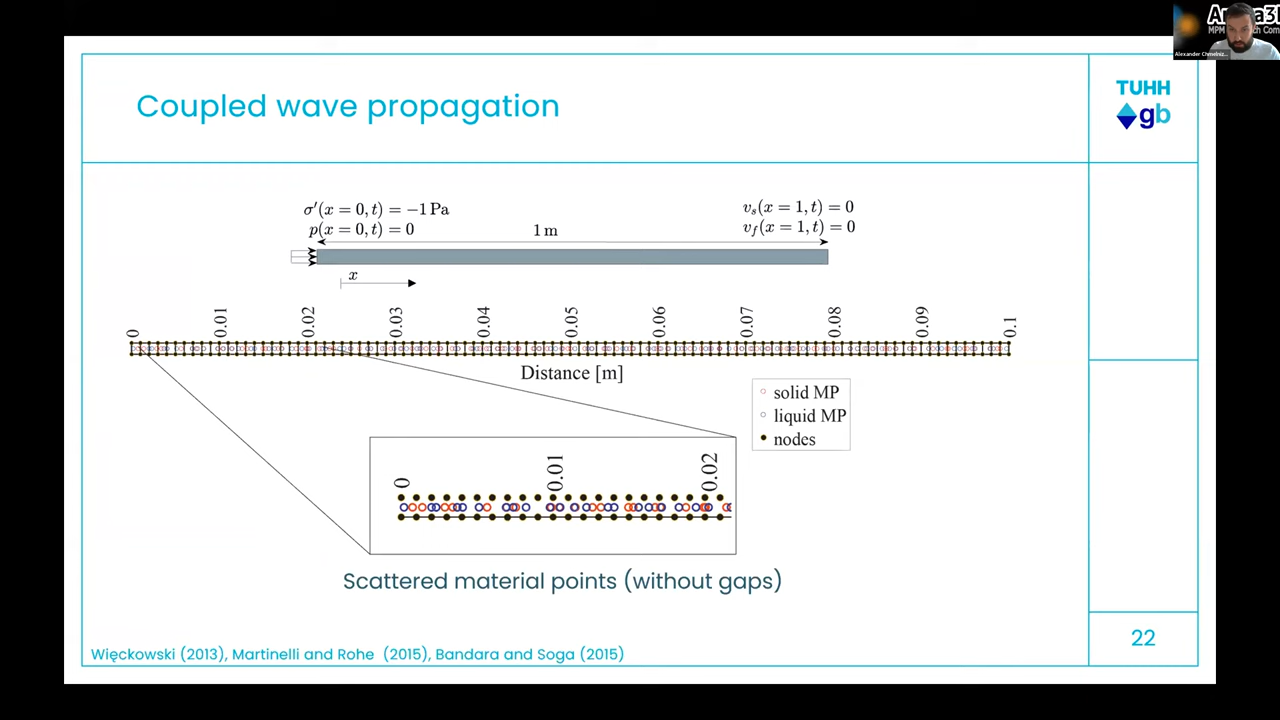 Coupled wave propagation
TUHH
gb
σ′(x = 0, t) = −1 Pa
p(x = 0, t) = 0
1 m
v_s(x = 1, t) = 0
v_f(x = 1, t) = 0
x
0 0.01 0.02 0.03 0.04 0.05 0.06 0.07 0.08 0.09 0.1
Distance [m]
solid MP
liquid MP
nodes
0 0.01 0.02
Scattered material points (without gaps)
22
Więckowski (2013), Martinelli and Rohe (2015), Bandara and Soga (2015)
MPM
Alexander